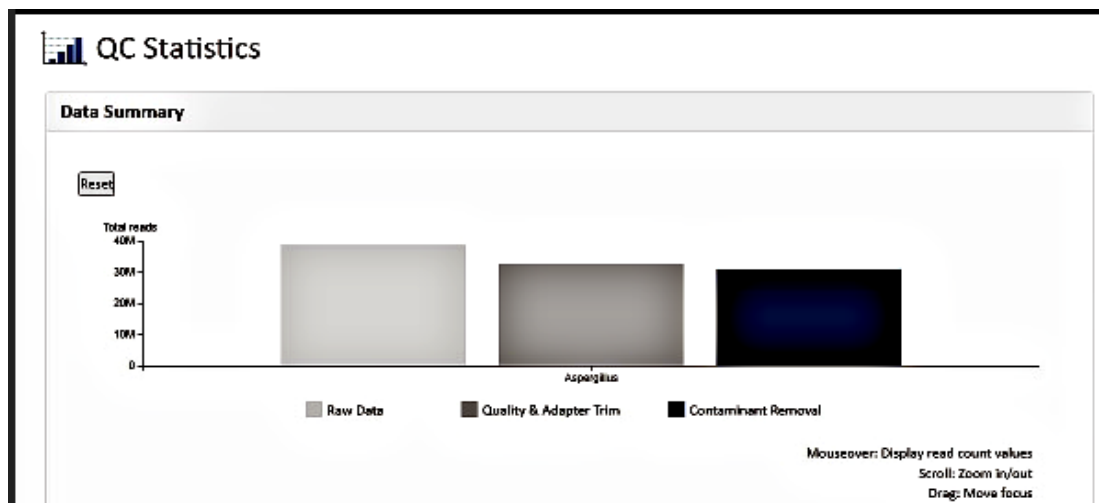 QC Statistics
Data Summary
Reset
Total reads
40M
30M
20M
10M
0
Aspergillus
Raw Data
Quality & Adapter Trim
Contaminant Removal
Mouseover: Display read count values
Scroll: Zoom in/out
Drag: Move focus